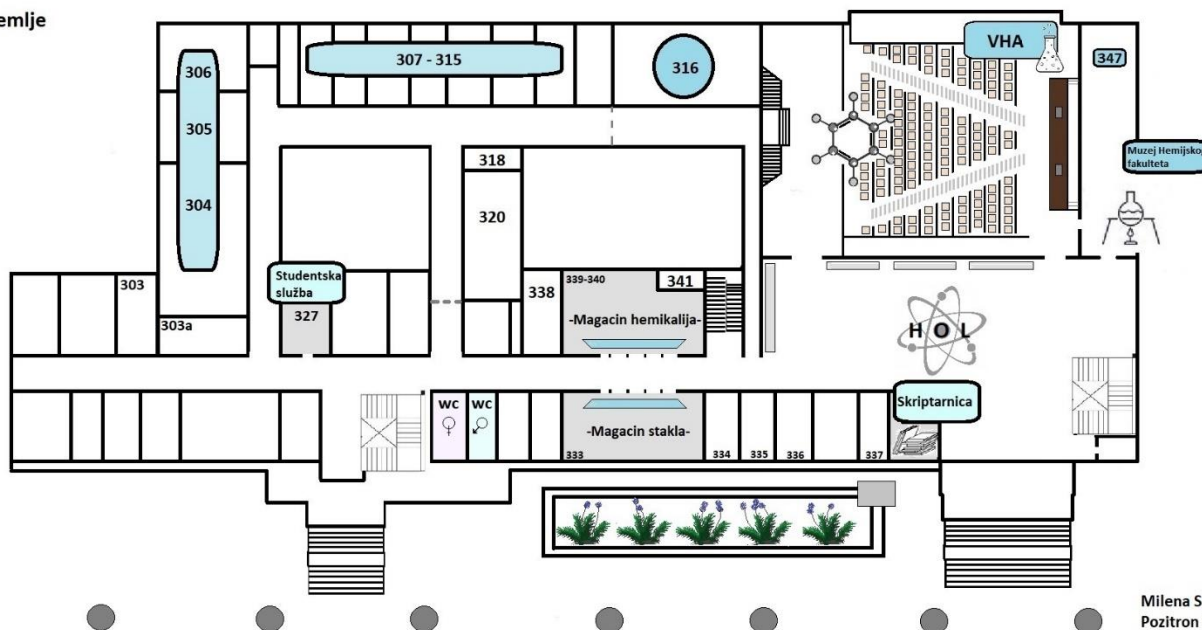 emlje
306
307 - 315
316
VHA
347
305
Muzej Hemijskog
fakulteta
304
318
320
Studentska
služba
303
338
339-340
341
303a
327
-Magacin hemikalija-
H O L
wc
wc
-Magacin stakla-
Skriptarnica
333
334
335
336
337
Milena S
Pozitron